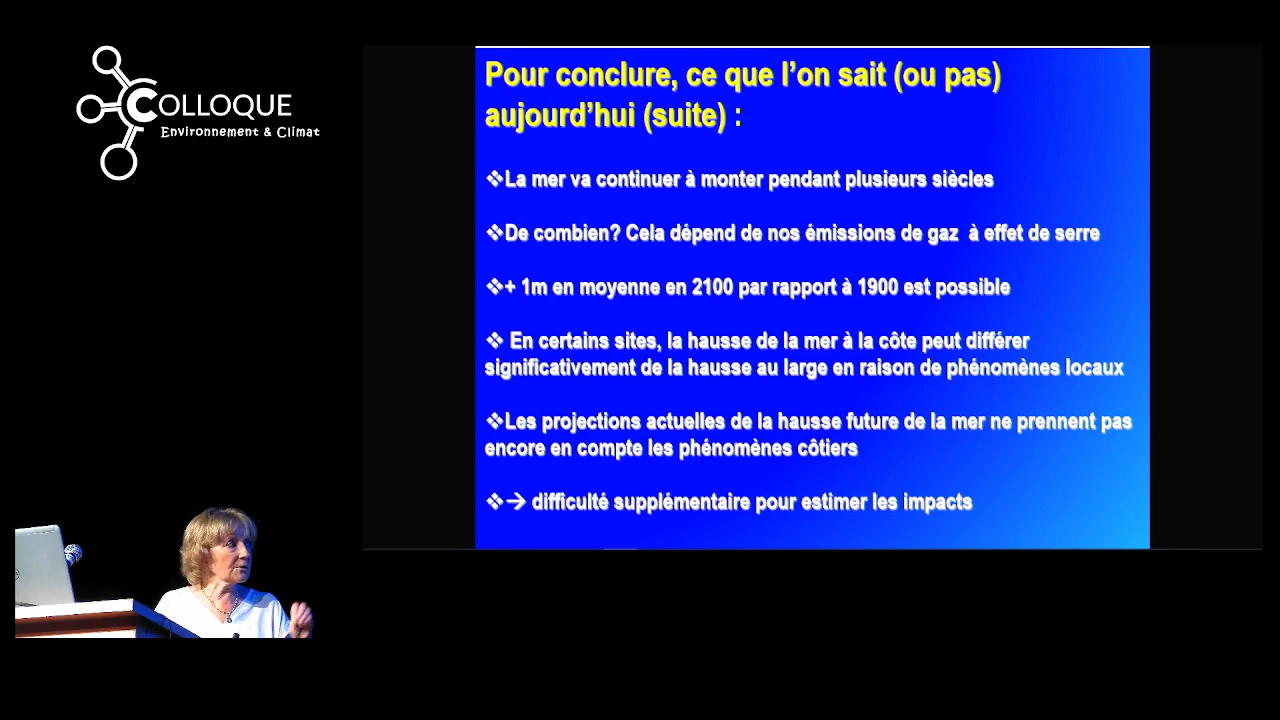 COLLOQUE
Environnement & Climat
Pour conclure, ce que l’on sait (ou pas)
aujourd’hui (suite) :
❖La mer va continuer à monter pendant plusieurs siècles
❖De combien? Cela dépend de nos émissions de gaz à effet de serre
❖+ 1m en moyenne en 2100 par rapport à 1900 est possible
❖ En certains sites, la hausse de la mer à la côte peut différer
significativement de la hausse au large en raison de phénomènes locaux
❖Les projections actuelles de la hausse future de la mer ne prennent pas
encore en compte les phénomènes côtiers
❖→ difficulté supplémentaire pour estimer les impacts